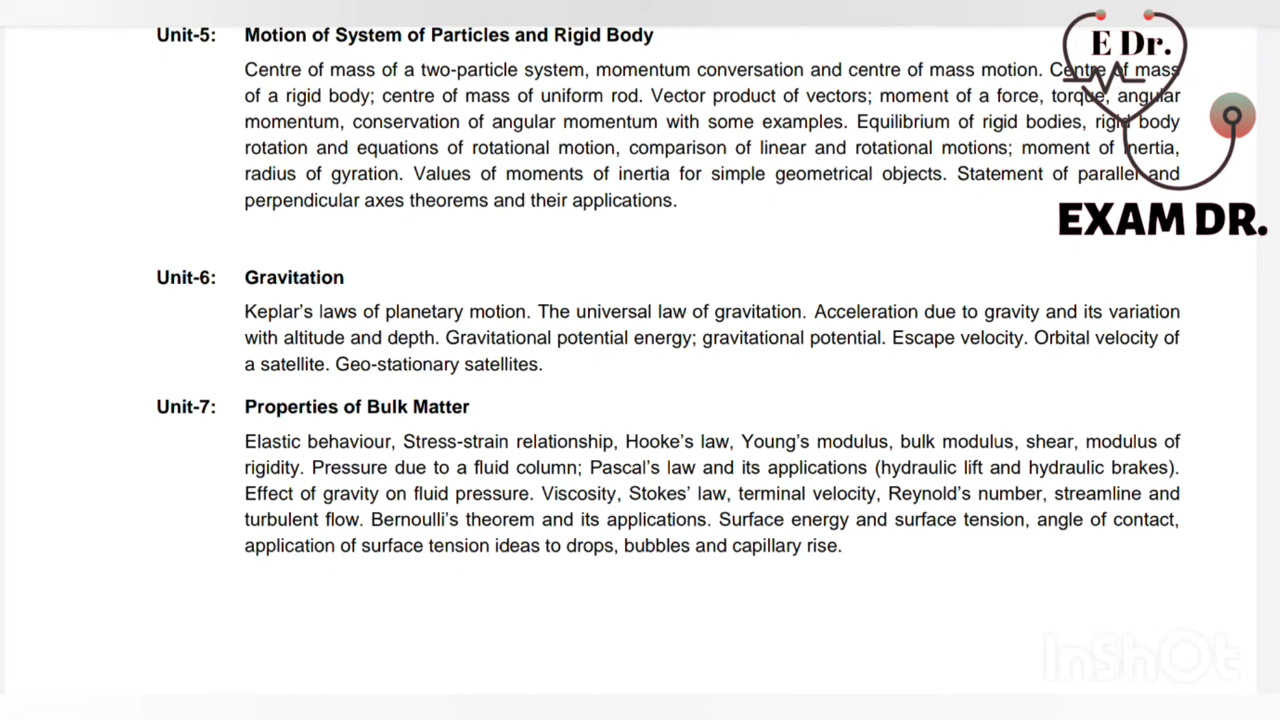 Unit-5: Motion of System of Particles and Rigid Body
E Dr.
Centre of mass of a two-particle system, momentum conversation and centre of mass motion. Centre of mass
of a rigid body; centre of mass of uniform rod. Vector product of vectors; moment of a force, torque, angular
momentum, conservation of angular momentum with some examples. Equilibrium of rigid bodies, rigid body
rotation and equations of rotational motion, comparison of linear and rotational motions; moment of inertia,
radius of gyration. Values of moments of inertia for simple geometrical objects. Statement of parallel and
perpendicular axes theorems and their applications.
EXAM DR.
Unit-6: Gravitation
Keplar's laws of planetary motion. The universal law of gravitation. Acceleration due to gravity and its variation
with altitude and depth. Gravitational potential energy; gravitational potential. Escape velocity. Orbital velocity of
a satellite. Geo-stationary satellites.
Unit-7: Properties of Bulk Matter
Elastic behaviour, Stress-strain relationship, Hooke's law, Young's modulus, bulk modulus, shear, modulus of
rigidity. Pressure due to a fluid column; Pascal's law and its applications (hydraulic lift and hydraulic brakes).
Effect of gravity on fluid pressure. Viscosity, Stokes' law, terminal velocity, Reynold's number, streamline and
turbulent flow. Bernoulli's theorem and its applications. Surface energy and surface tension, angle of contact,
application of surface tension ideas to drops, bubbles and capillary rise.
InShOt